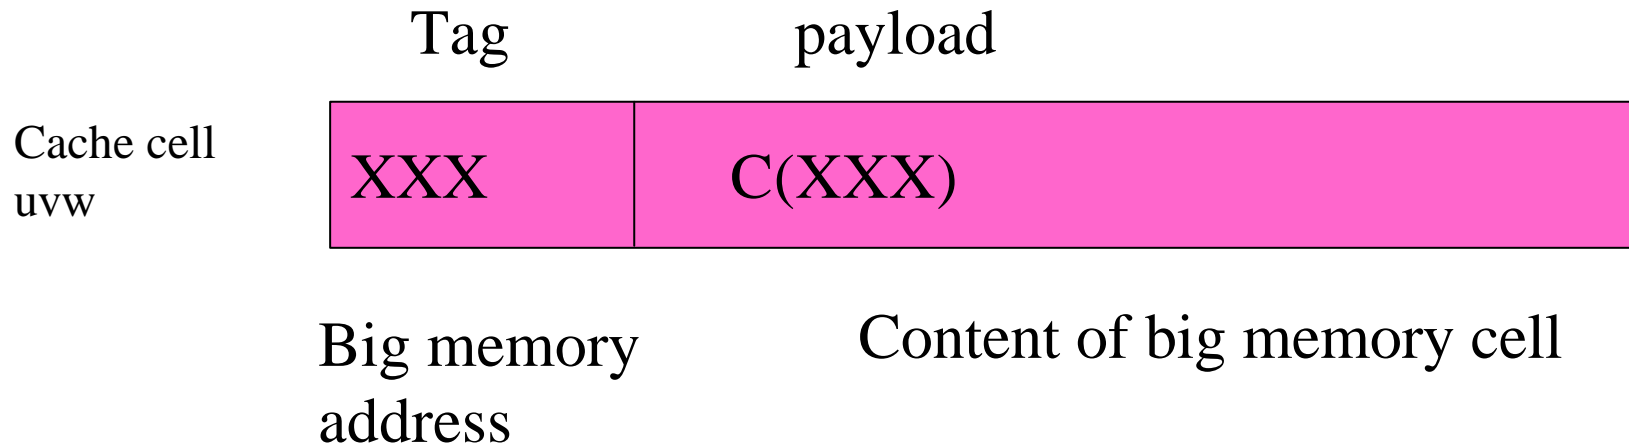 Tag payload
Cache cell
uvw
XXX C(XXX)
Big memory
address
Content of big memory cell